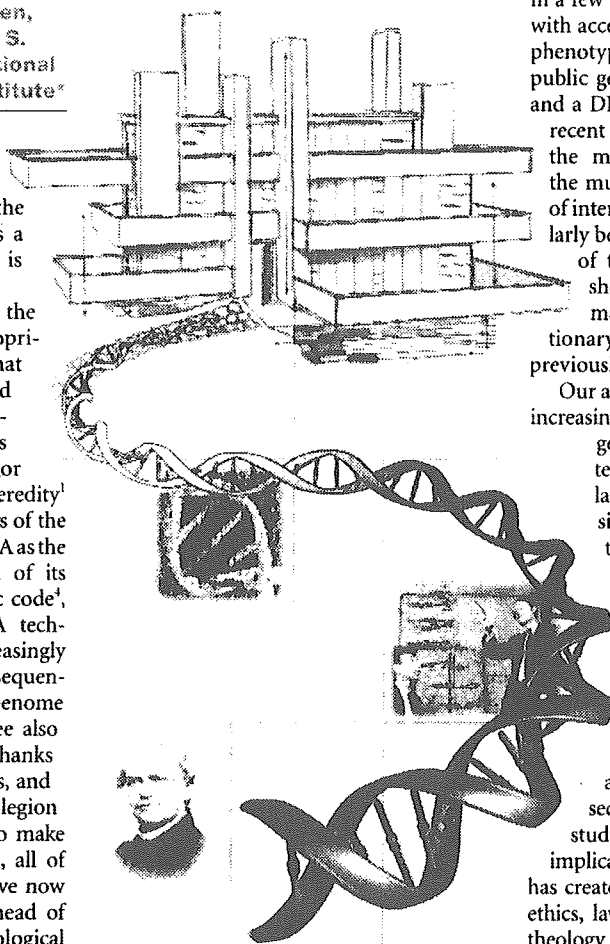 en,
S.
tional
titute*
the
s a
is
the
opri-
hat
d
-
s
or
eredity¹
s of the
A as the
of its
c code⁴,
A tech-
easingly
sequen-
enome
ee also
hanks
s, and
legion
o make
, all of
ve now
head of
ological
in a few
with acce
phenotyp
public ge
and a DI
recent
the m
the mu
of inter
larly be
of t
sh
m
tionary
previous
Our a
increasin
ge
te
la
si
t
a
sec
stud
implica
has create
ethics, lav
theology